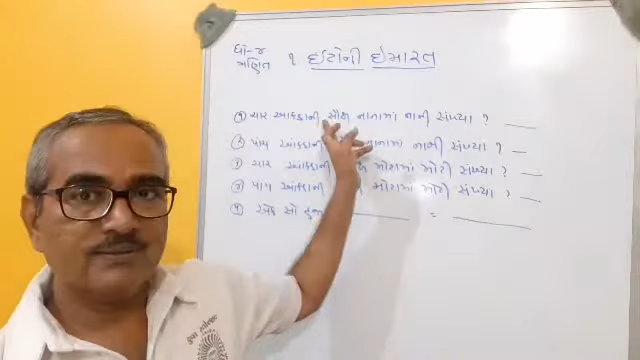 ધો-૪
ગણિત ૧ ઈંટોની ઈમારત
૧ ચાર આંકડાની સૌથી નાનામાં નાની સંખ્યા ?
૨ પાંચ આંકડાની નાનામાં નાની સંખ્યા ?
૩ ચાર આંકડાની મોટામાં મોટી સંખ્યા ?
૪ પાંચ આંકડાની મોટામાં મોટી સંખ્યા ?
૫ એક સો હજાર =